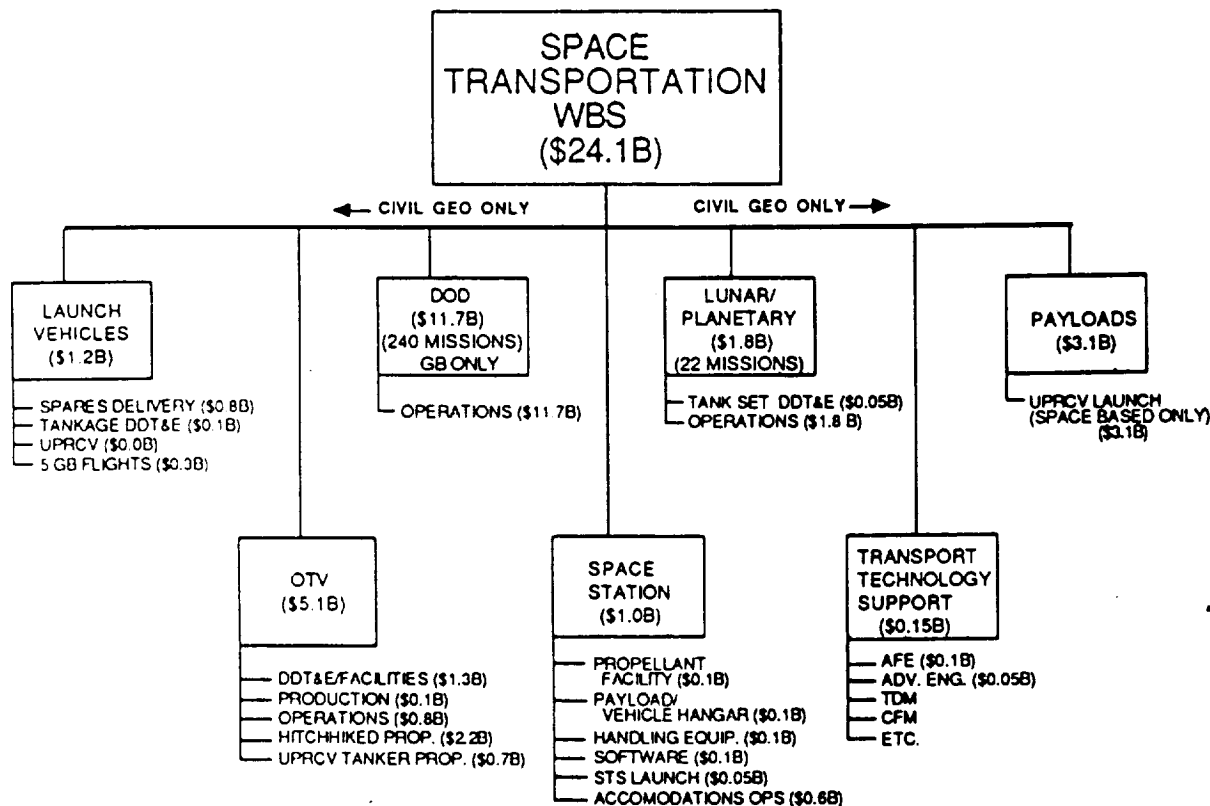 SPACE
TRANSPORTATION
WBS
($24.1B)
CIVIL GEO ONLY
CIVIL GEO ONLY
LAUNCH
VEHICLES
($1.2B)
SPARES DELIVERY ($0.8B)
TANKAGE DDT&E ($0.1B)
UPRCV ($0.0B)
5 GB FLIGHTS ($0.3B)
DOD
($11.7B)
(240 MISSIONS)
GB ONLY
OPERATIONS ($11.7B)
LUNAR/
PLANETARY
($1.8B)
(22 MISSIONS)
TANK SET DDT&E ($0.05B)
OPERATIONS ($1.8 B)
PAYLOADS
($3.1B)
UPRCV LAUNCH
(SPACE BASED ONLY)
($3.1B)
OTV
($5.1B)
DDT&E/FACILITIES ($1.3B)
PRODUCTION ($0.1B)
OPERATIONS ($0.8B)
HITCHHIKED PROP. ($2.2B)
UPRCV TANKER PROP. ($0.7B)
SPACE
STATION
($1.0B)
PROPELLANT
FACILITY ($0.1B)
PAYLOAD/
VEHICLE HANGAR ($0.1B)
HANDLING EQUIP. ($0.1B)
SOFTWARE ($0.1B)
STS LAUNCH ($0.05B)
ACCOMODATIONS OPS ($0.6B)
TRANSPORT
TECHNOLOGY
SUPPORT
($0.15B)
AFE ($0.1B)
ADV. ENG. ($0.05B)
TDM
CFM
ETC.